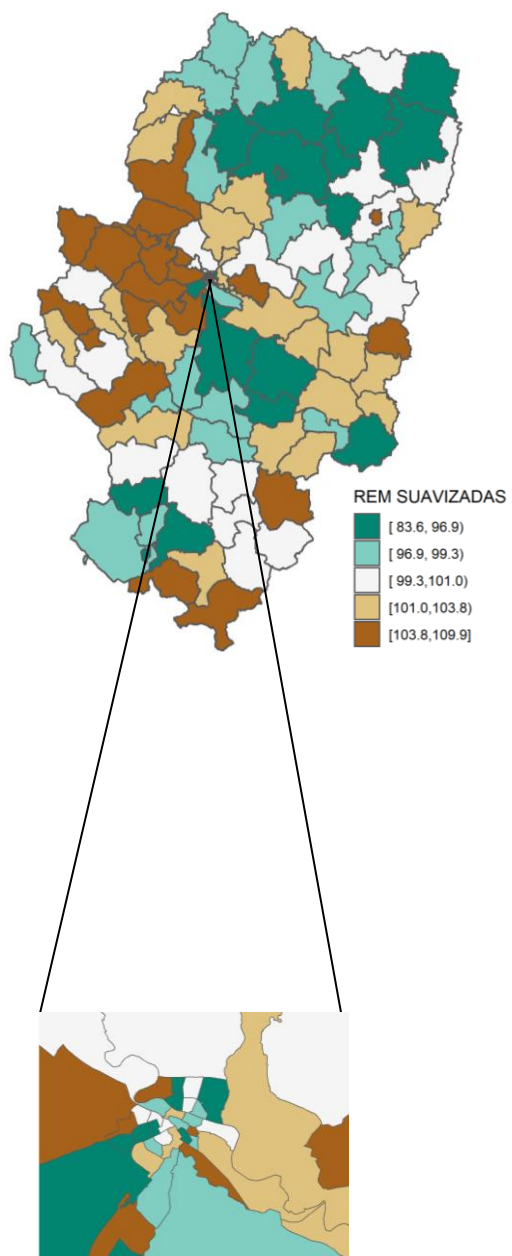 REM SUAVIZADAS
[ 83.6, 96.9)
[ 96.9, 99.3)
[ 99.3,101.0)
[101.0,103.8)
[103.8,109.9]